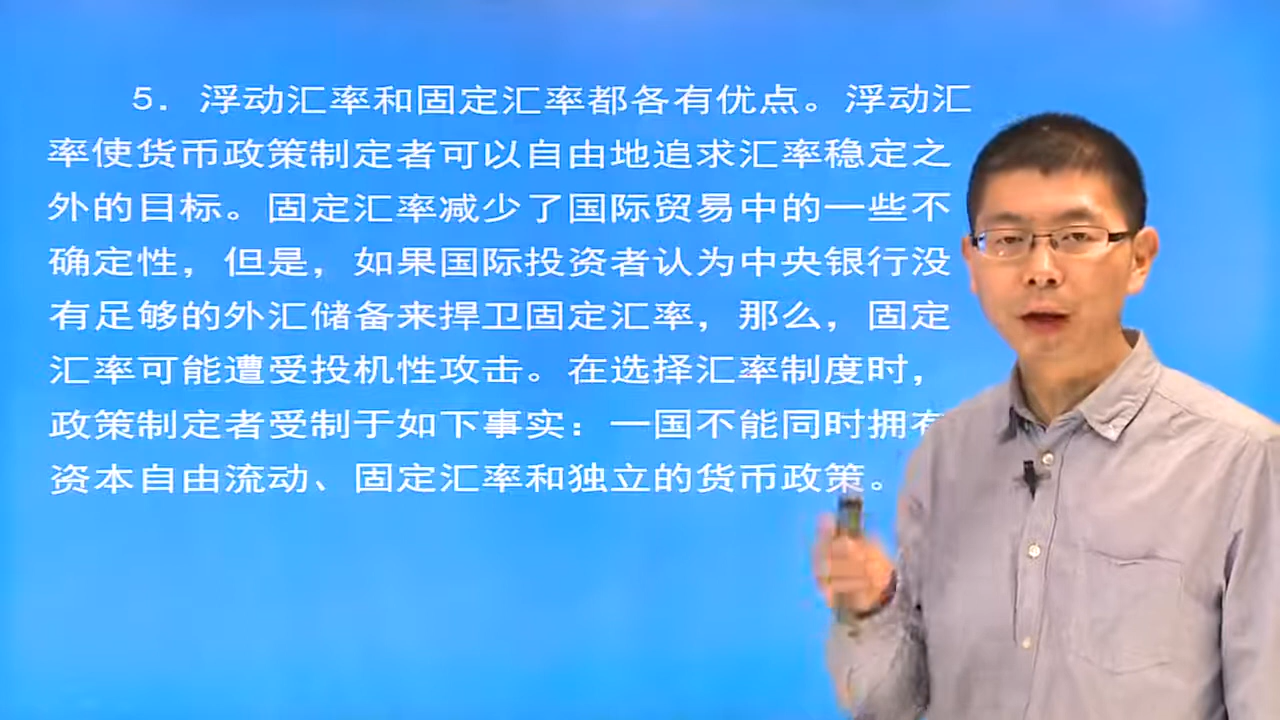 5. 浮动汇率和固定汇率都各有优点。浮动汇
率使货币政策制定者可以自由地追求汇率稳定之
外的目标。固定汇率减少了国际贸易中的一些不
确定性，但是，如果国际投资者认为中央银行没
有足够的外汇储备来捍卫固定汇率，那么，固定
汇率可能遭受投机性攻击。在选择汇率制度时，
政策制定者受制于如下事实：一国不能同时拥有
资本自由流动、固定汇率和独立的货币政策。